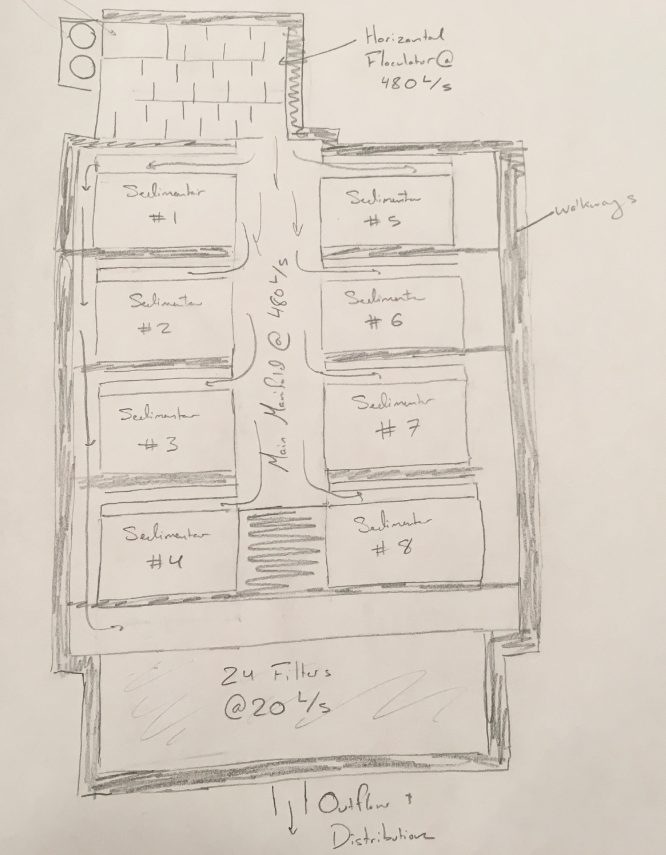 Horizontal
Floculator @
480 L/s
Sedimentor
#1
Sedimentor
#5
walkways
Sedimentor
#2
Sedimentor
#6
Main Manifold @ 480 L/s
Sedimentor
#3
Sedimentor
#7
Sedimentor
#4
Sedimentor
#8
24 Filters
@ 20 L/s
Outflow &
Distribution